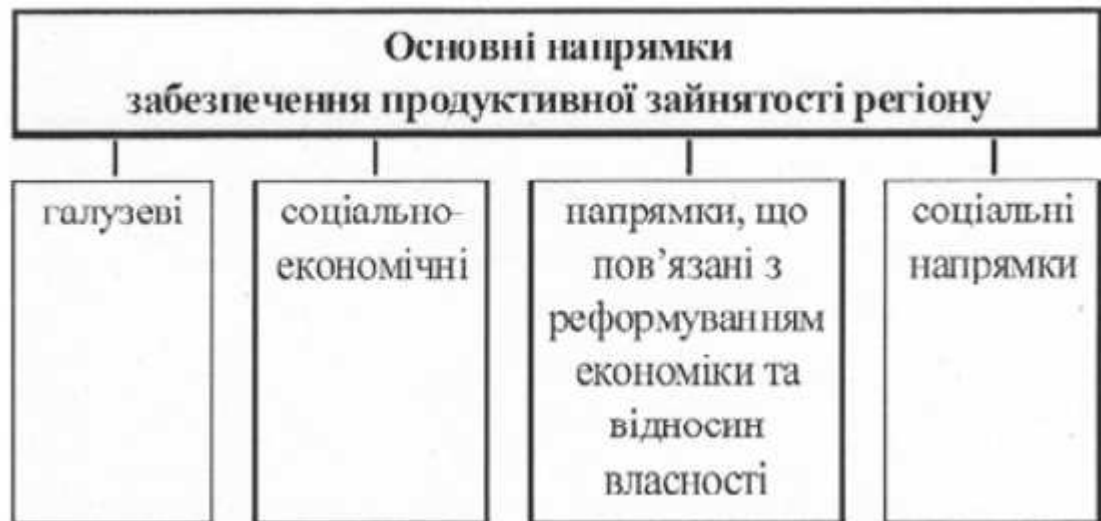 Основні напрямки
забезпечення продуктивної зайнятості регіону
галузеві
соціально-
економічні
напрямки, що
пов’язані з
реформуванням
економіки та
відносин
власності
соціальні
напрямки